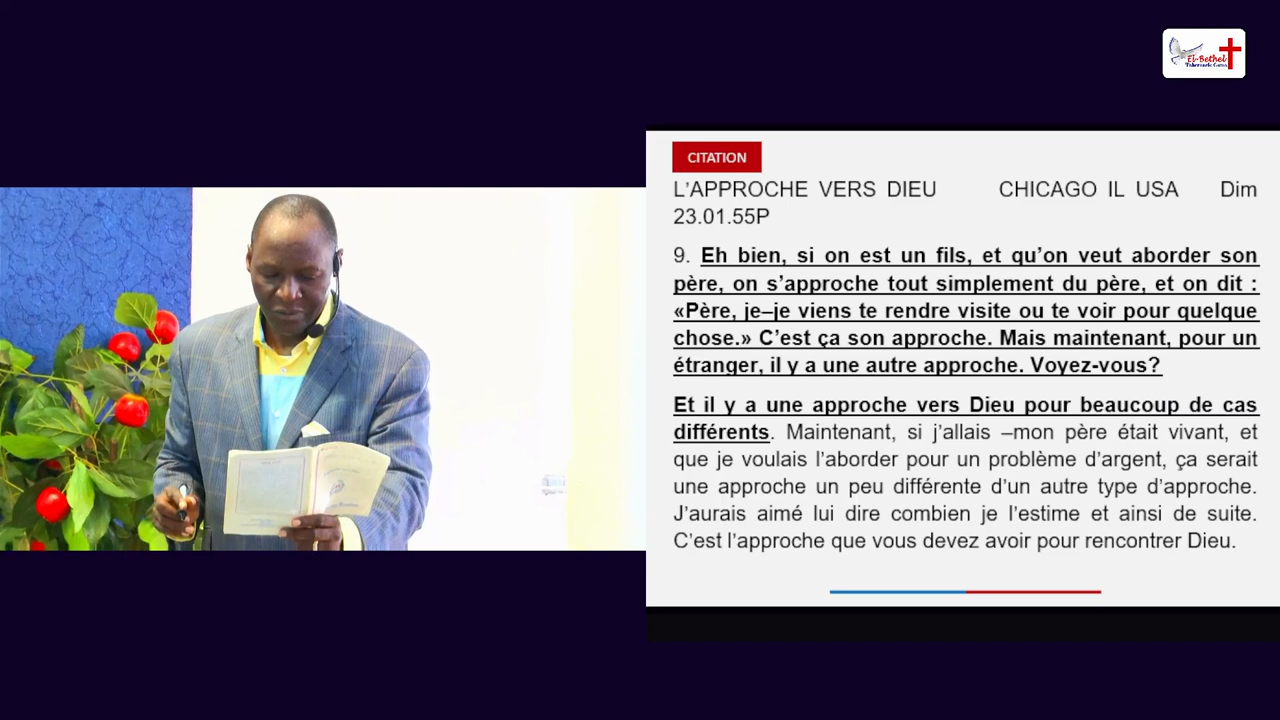 El-Bethel
CITATION
L’APPROCHE VERS DIEU CHICAGO IL USA Dim
23.01.55P
9. Eh bien, si on est un fils, et qu’on veut aborder son
père, on s’approche tout simplement du père, et on dit :
«Père, je–je viens te rendre visite ou te voir pour quelque
chose.» C’est ça son approche. Mais maintenant, pour un
étranger, il y a une autre approche. Voyez-vous?
Et il y a une approche vers Dieu pour beaucoup de cas
différents. Maintenant, si j’allais –mon père était vivant, et
que je voulais l’aborder pour un problème d’argent, ça serait
une approche un peu différente d’un autre type d’approche.
J’aurais aimé lui dire combien je l’estime et ainsi de suite.
C’est l’approche que vous devez avoir pour rencontrer Dieu.